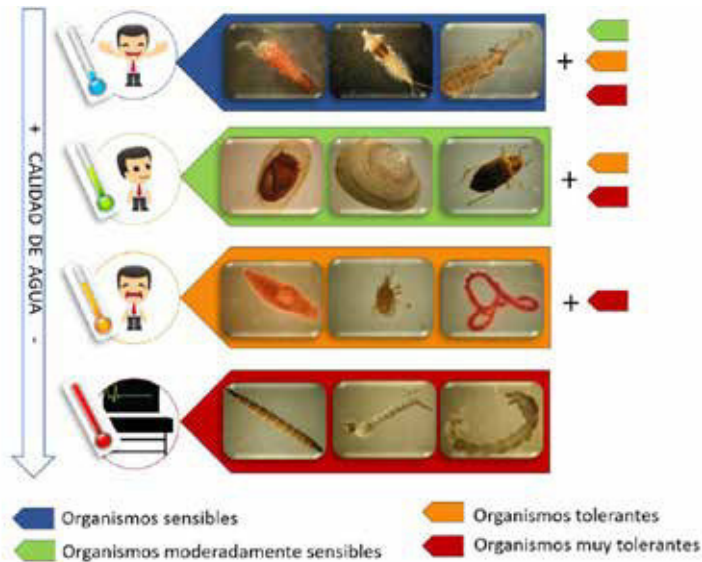 + CALIDAD DE AGUA -
+
+
+
Organismos sensibles
Organismos moderadamente sensibles
Organismos tolerantes
Organismos muy tolerantes